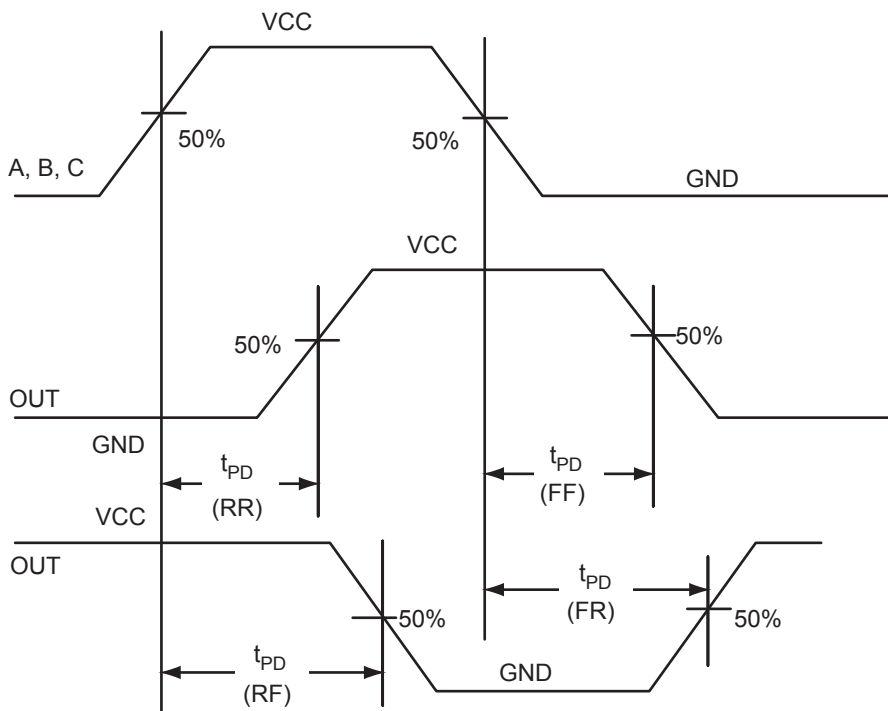 VCC
50%
50%
A, B, C
GND
VCC
50%
50%
OUT
GND
tPD
(RR)
tPD
(FF)
VCC
OUT
tPD
(FR)
50%
50%
tPD
(RF)
GND